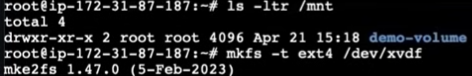 root@ip-172-31-87-187:~# ls -ltr /mnt
total 4
drwxr-xr-x 2 root root 4096 Apr 21 15:18 demo-volume
root@ip-172-31-87-187:~# mkfs -t ext4 /dev/xvdf
mke2fs 1.47.0 (5-Feb-2023)